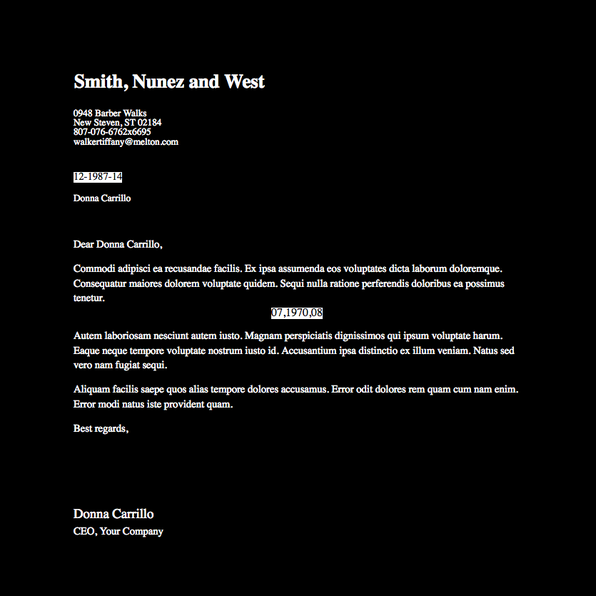 Smith, Nunez and West
0948 Barber Walks
New Steven, ST 02184
807-076-6762x6695
walkertiffany@melton.com
12-1987-14
Donna Carrillo
Dear Donna Carrillo,
Commodi adipisci ea recusandae facilis. Ex ipsa assumenda eos voluptates dicta laborum doloremque.
Consequatur maiores dolorem voluptate quidem. Sequi nulla ratione perferendis doloribus ea possimus
tenetur.
07,1970,08
Autem laboriosam nesciunt autem iusto. Magnam perspiciatis dignissimos qui ipsum voluptate harum.
Eaque neque tempore voluptate nostrum iusto id. Accusantium ipsa distinctio ex illum veniam. Natus sed
vero nam fugiat sequi.
Aliquam facilis saepe quos alias tempore dolores accusamus. Error odit dolores rem quam cum nam enim.
Error modi natus iste provident quam.
Best regards,
Donna Carrillo
CEO, Your Company